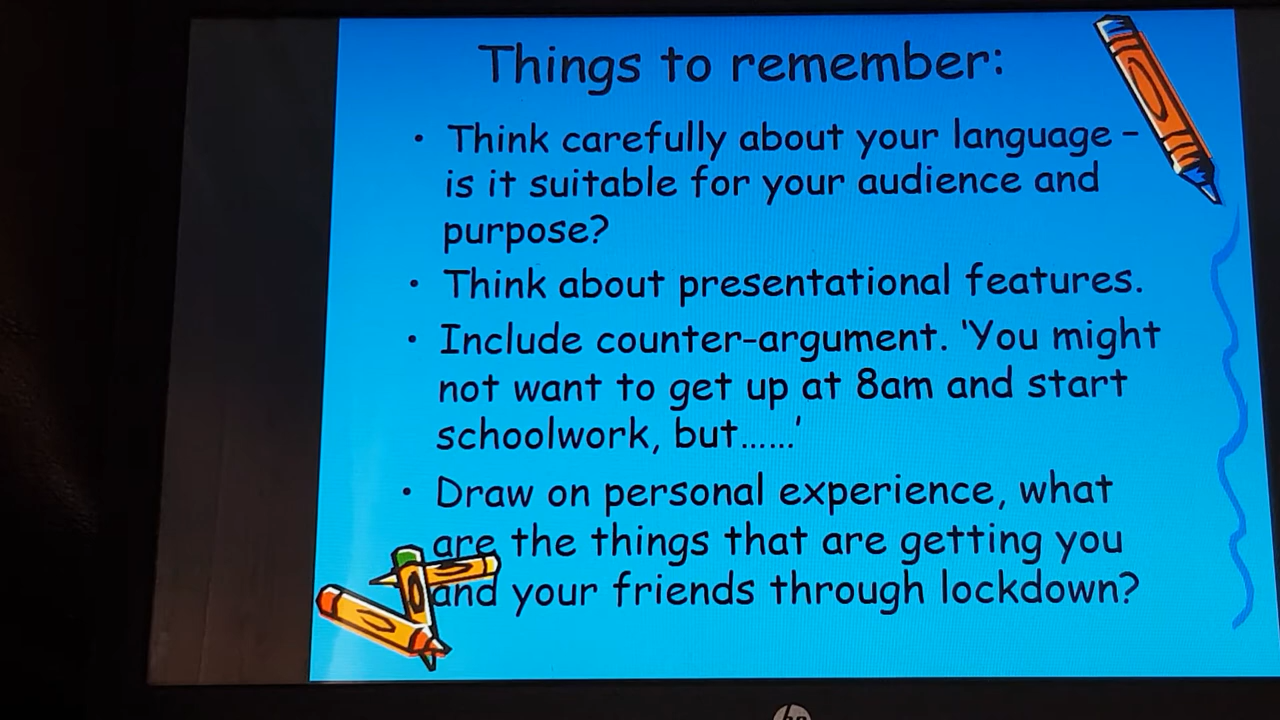 Things to remember:
• Think carefully about your language –
is it suitable for your audience and
purpose?
• Think about presentational features.
• Include counter-argument. 'You might
not want to get up at 8am and start
schoolwork, but……'
• Draw on personal experience, what
are the things that are getting you
and your friends through lockdown?
hp